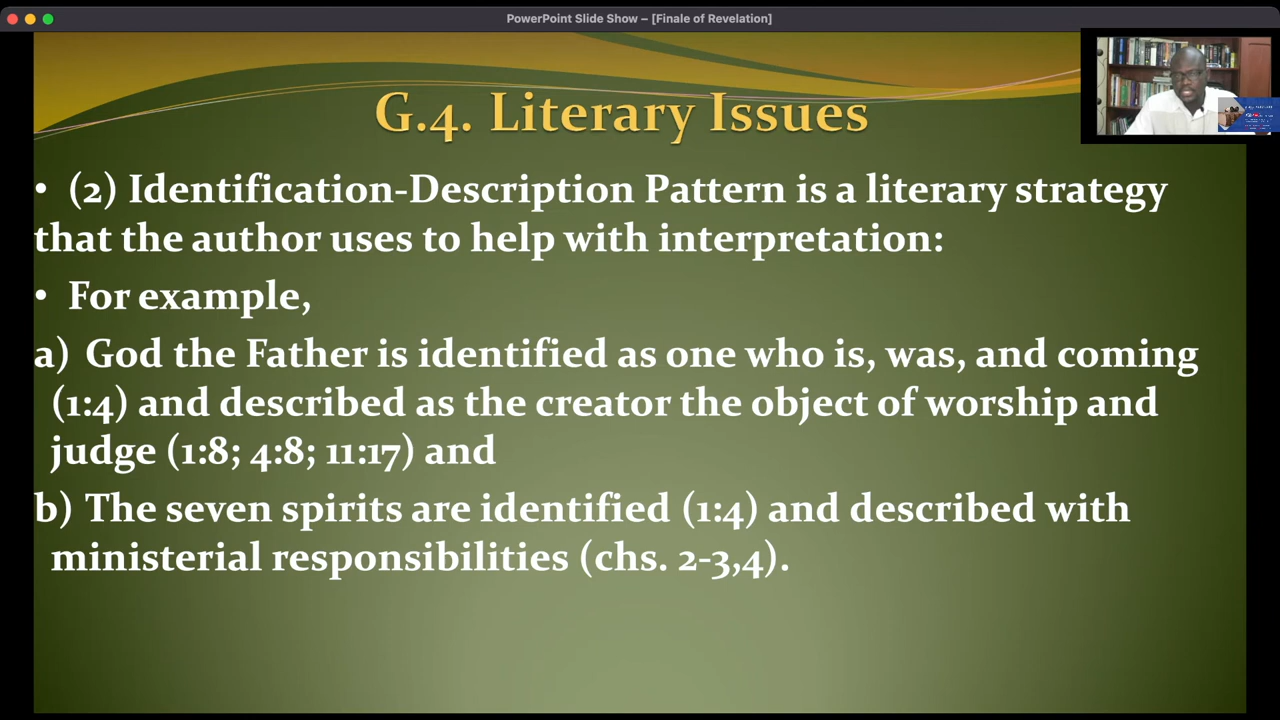 PowerPoint Slide Show – [Finale of Revelation]
G.4. Literary Issues
• (2) Identification-Description Pattern is a literary strategy
that the author uses to help with interpretation:
• For example,
a) God the Father is identified as one who is, was, and coming
(1:4) and described as the creator the object of worship and
judge (1:8; 4:8; 11:17) and
b) The seven spirits are identified (1:4) and described with
ministerial responsibilities (chs. 2-3,4).